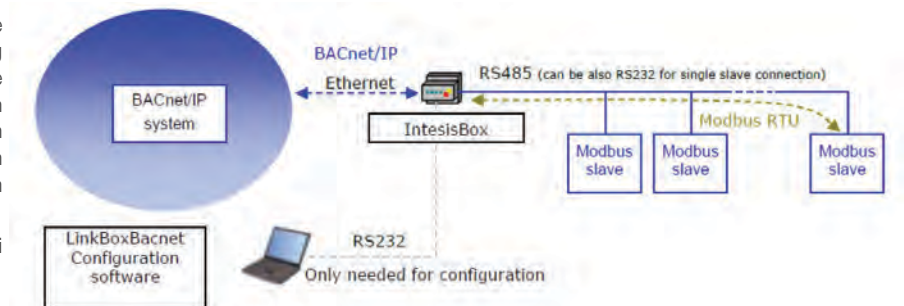 BACnet/IP
Ethernet
BACnet/IP
system
RS485 (can be also RS232 for single slave connection)
IntesisBox
Modbus RTU
Modbus
slave
Modbus
slave
Modbus
slave
LinkBoxBacnet
Configuration
software
RS232
Only needed for configuration